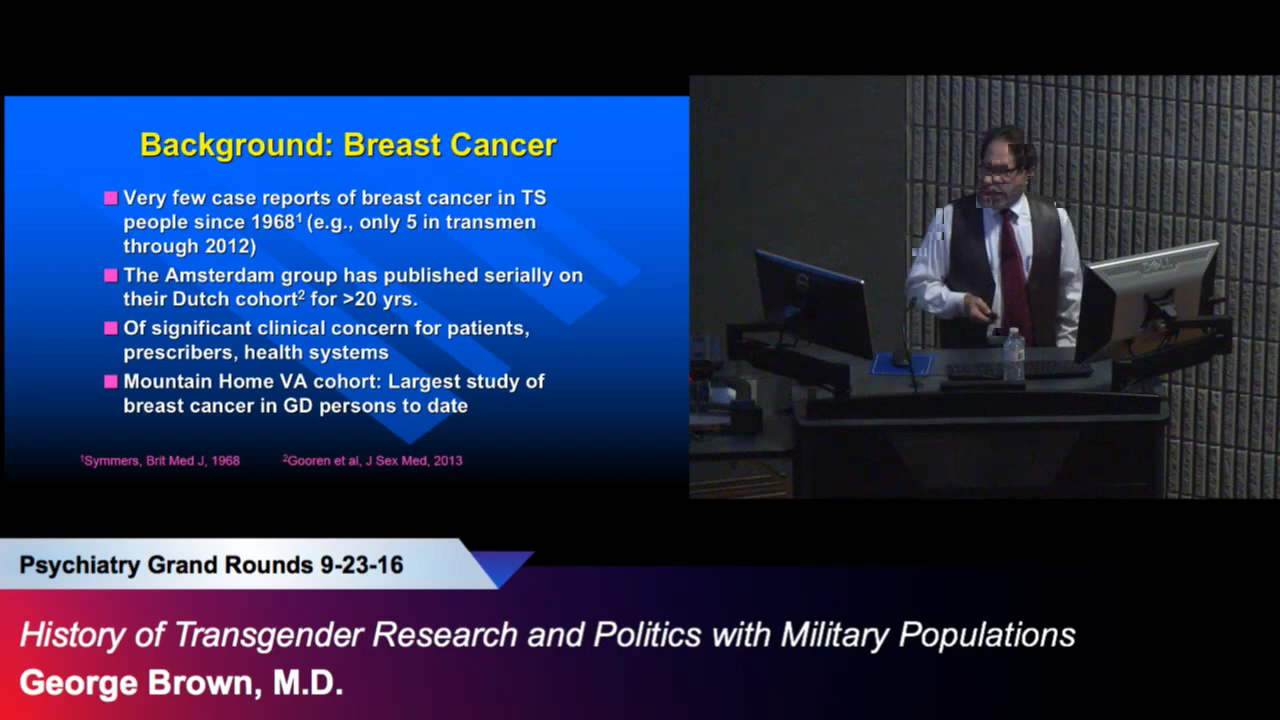 Background: Breast Cancer
■ Very few case reports of breast cancer in TS
people since 1968¹ (e.g., only 5 in transmen
through 2012)
■ The Amsterdam group has published serially on
their Dutch cohort² for >20 yrs.
■ Of significant clinical concern for patients,
prescribers, health systems
■ Mountain Home VA cohort: Largest study of
breast cancer in GD persons to date
¹Symmers, Brit Med J, 1968 ²Gooren et al, J Sex Med, 2013
DELL
Psychiatry Grand Rounds 9-23-16
History of Transgender Research and Politics with Military Populations
George Brown, M.D.